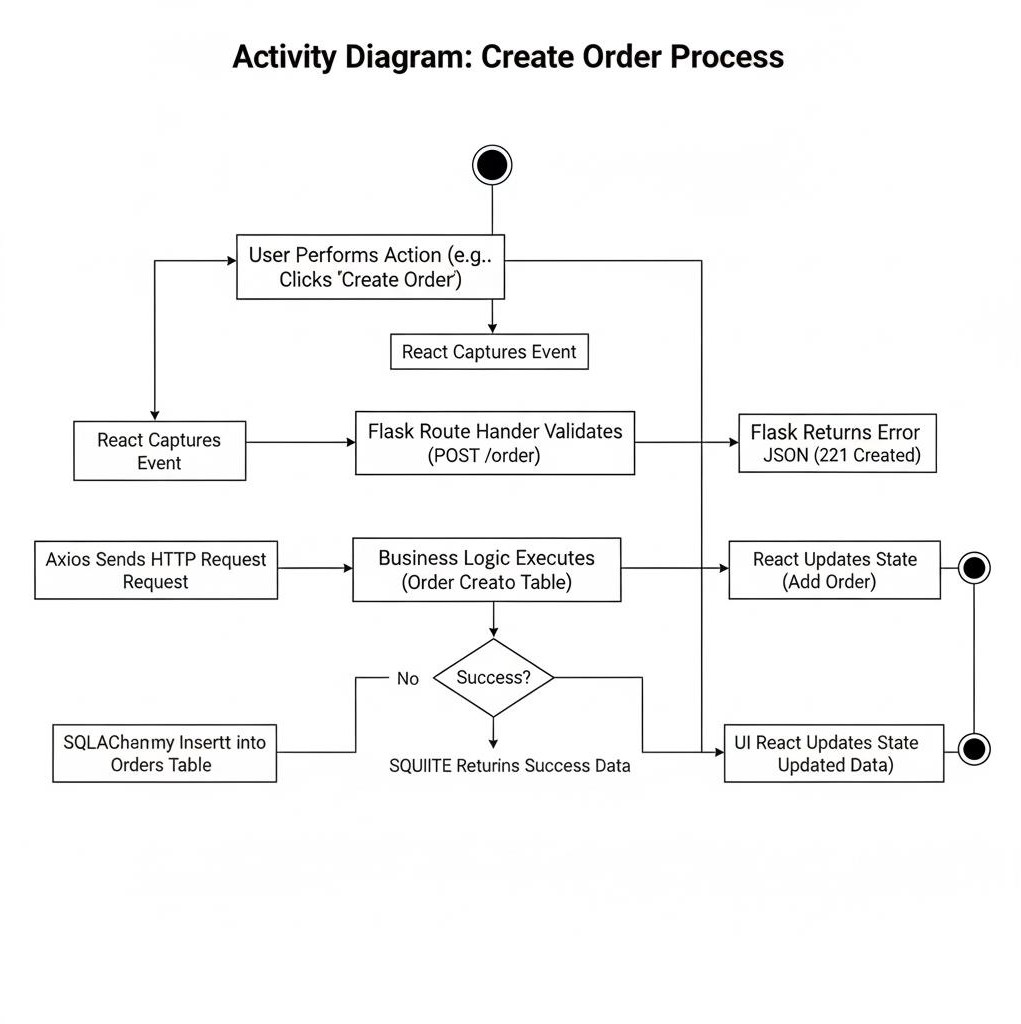 Activity Diagram: Create Order Process
User Performs Action (e.g..
Clicks 'Create Order')
React Captures Event
React Captures
Event
Flask Route Hander Validates
(POST /order)
Flask Returns Error
JSON (221 Created)
Axios Sends HTTP Request
Request
Business Logic Executes
(Order Creato Table)
React Updates State
(Add Order)
No
Success?
SQLAChanmy Insertt into
Orders Table
SQUIITE Returins Success Data
UI React Updates State
Updated Data)